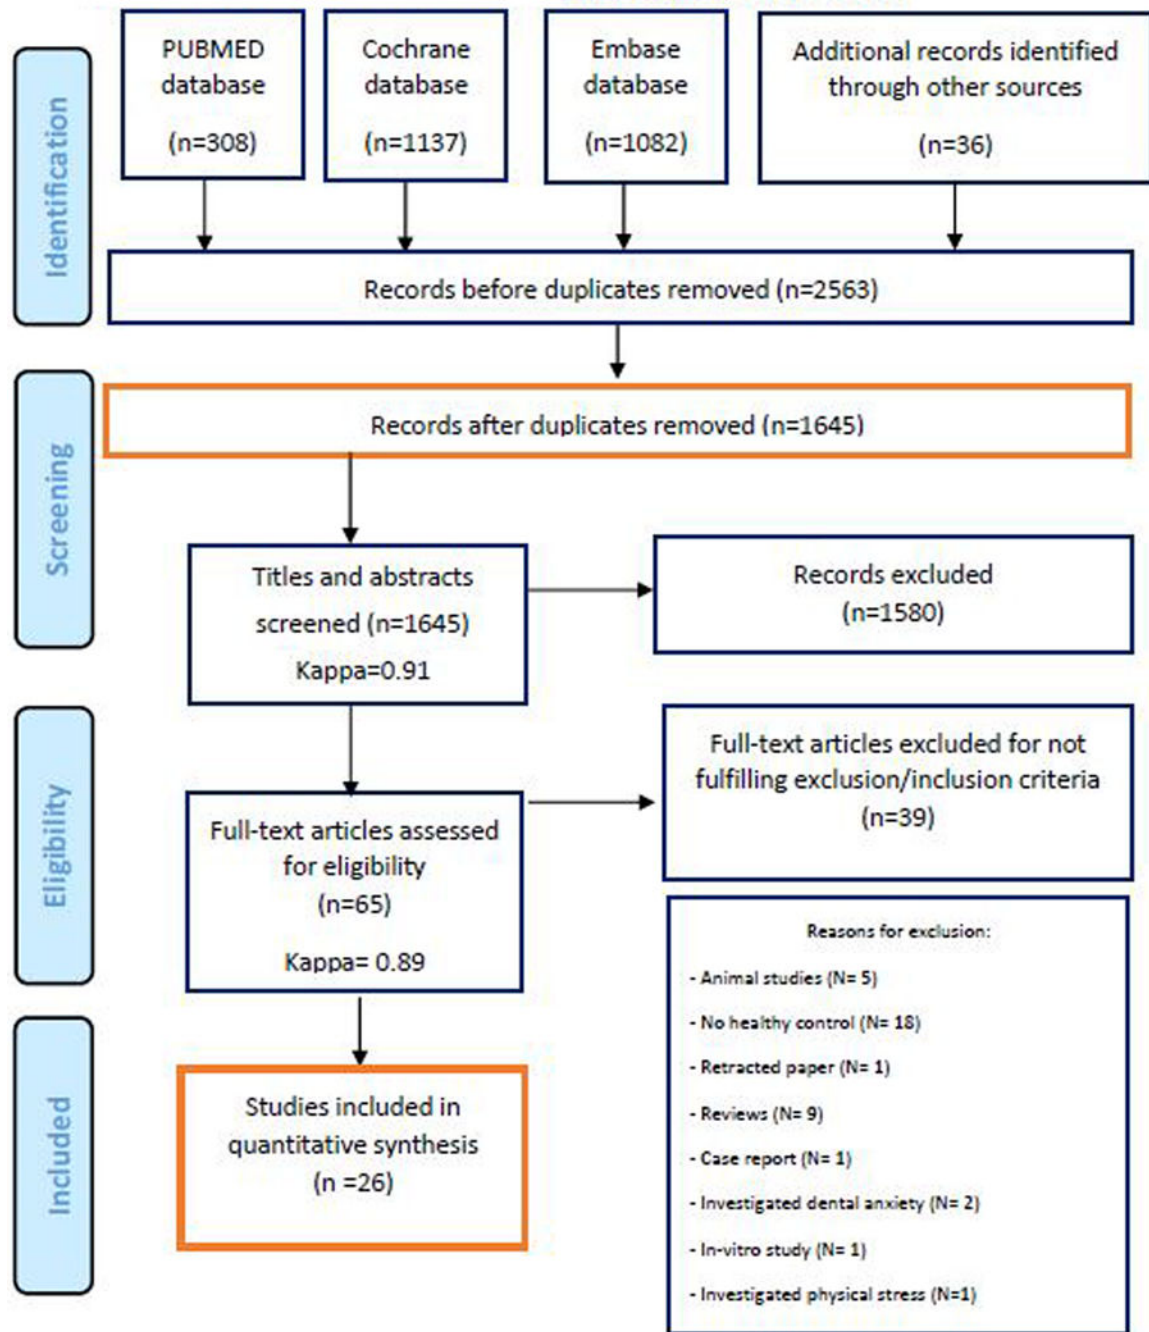 Identification
PUBMED
database
(n=308)
Cochrane
database
(n=1137)
Embase
database
(n=1082)
Additional records identified
through other sources
(n=36)
Records before duplicates removed (n=2563)
Screening
Records after duplicates removed (n=1645)
Titles and abstracts
screened (n=1645)
Kappa=0.91
Records excluded
(n=1580)
Eligibility
Full-text articles assessed
for eligibility
(n=65)
Kappa= 0.89
Full-text articles excluded for not
fulfilling exclusion/inclusion criteria
(n=39)
Reasons for exclusion:
- Animal studies (N= 5)
- No healthy control (N= 18)
- Retracted paper (N= 1)
- Reviews (N= 9)
- Case report (N= 1)
- Investigated dental anxiety (N= 2)
- In-vitro study (N= 1)
- Investigated physical stress (N=1)
Included
Studies included in
quantitative synthesis
(n =26)